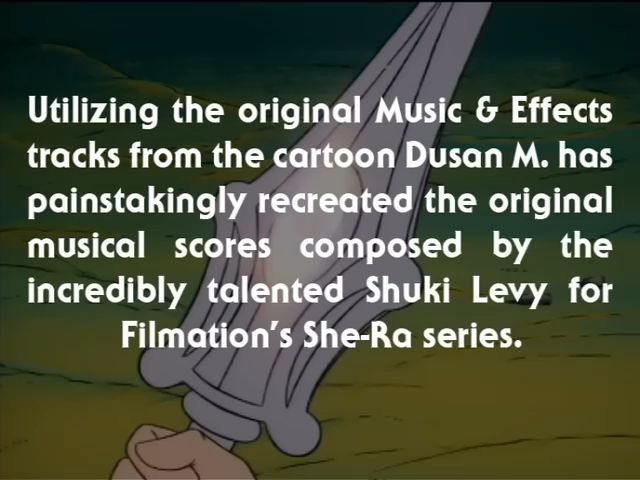 Utilizing the original Music & Effects
tracks from the cartoon Dusan M. has
painstakingly recreated the original
musical scores composed by the
incredibly talented Shuki Levy for
Filmation's She-Ra series.